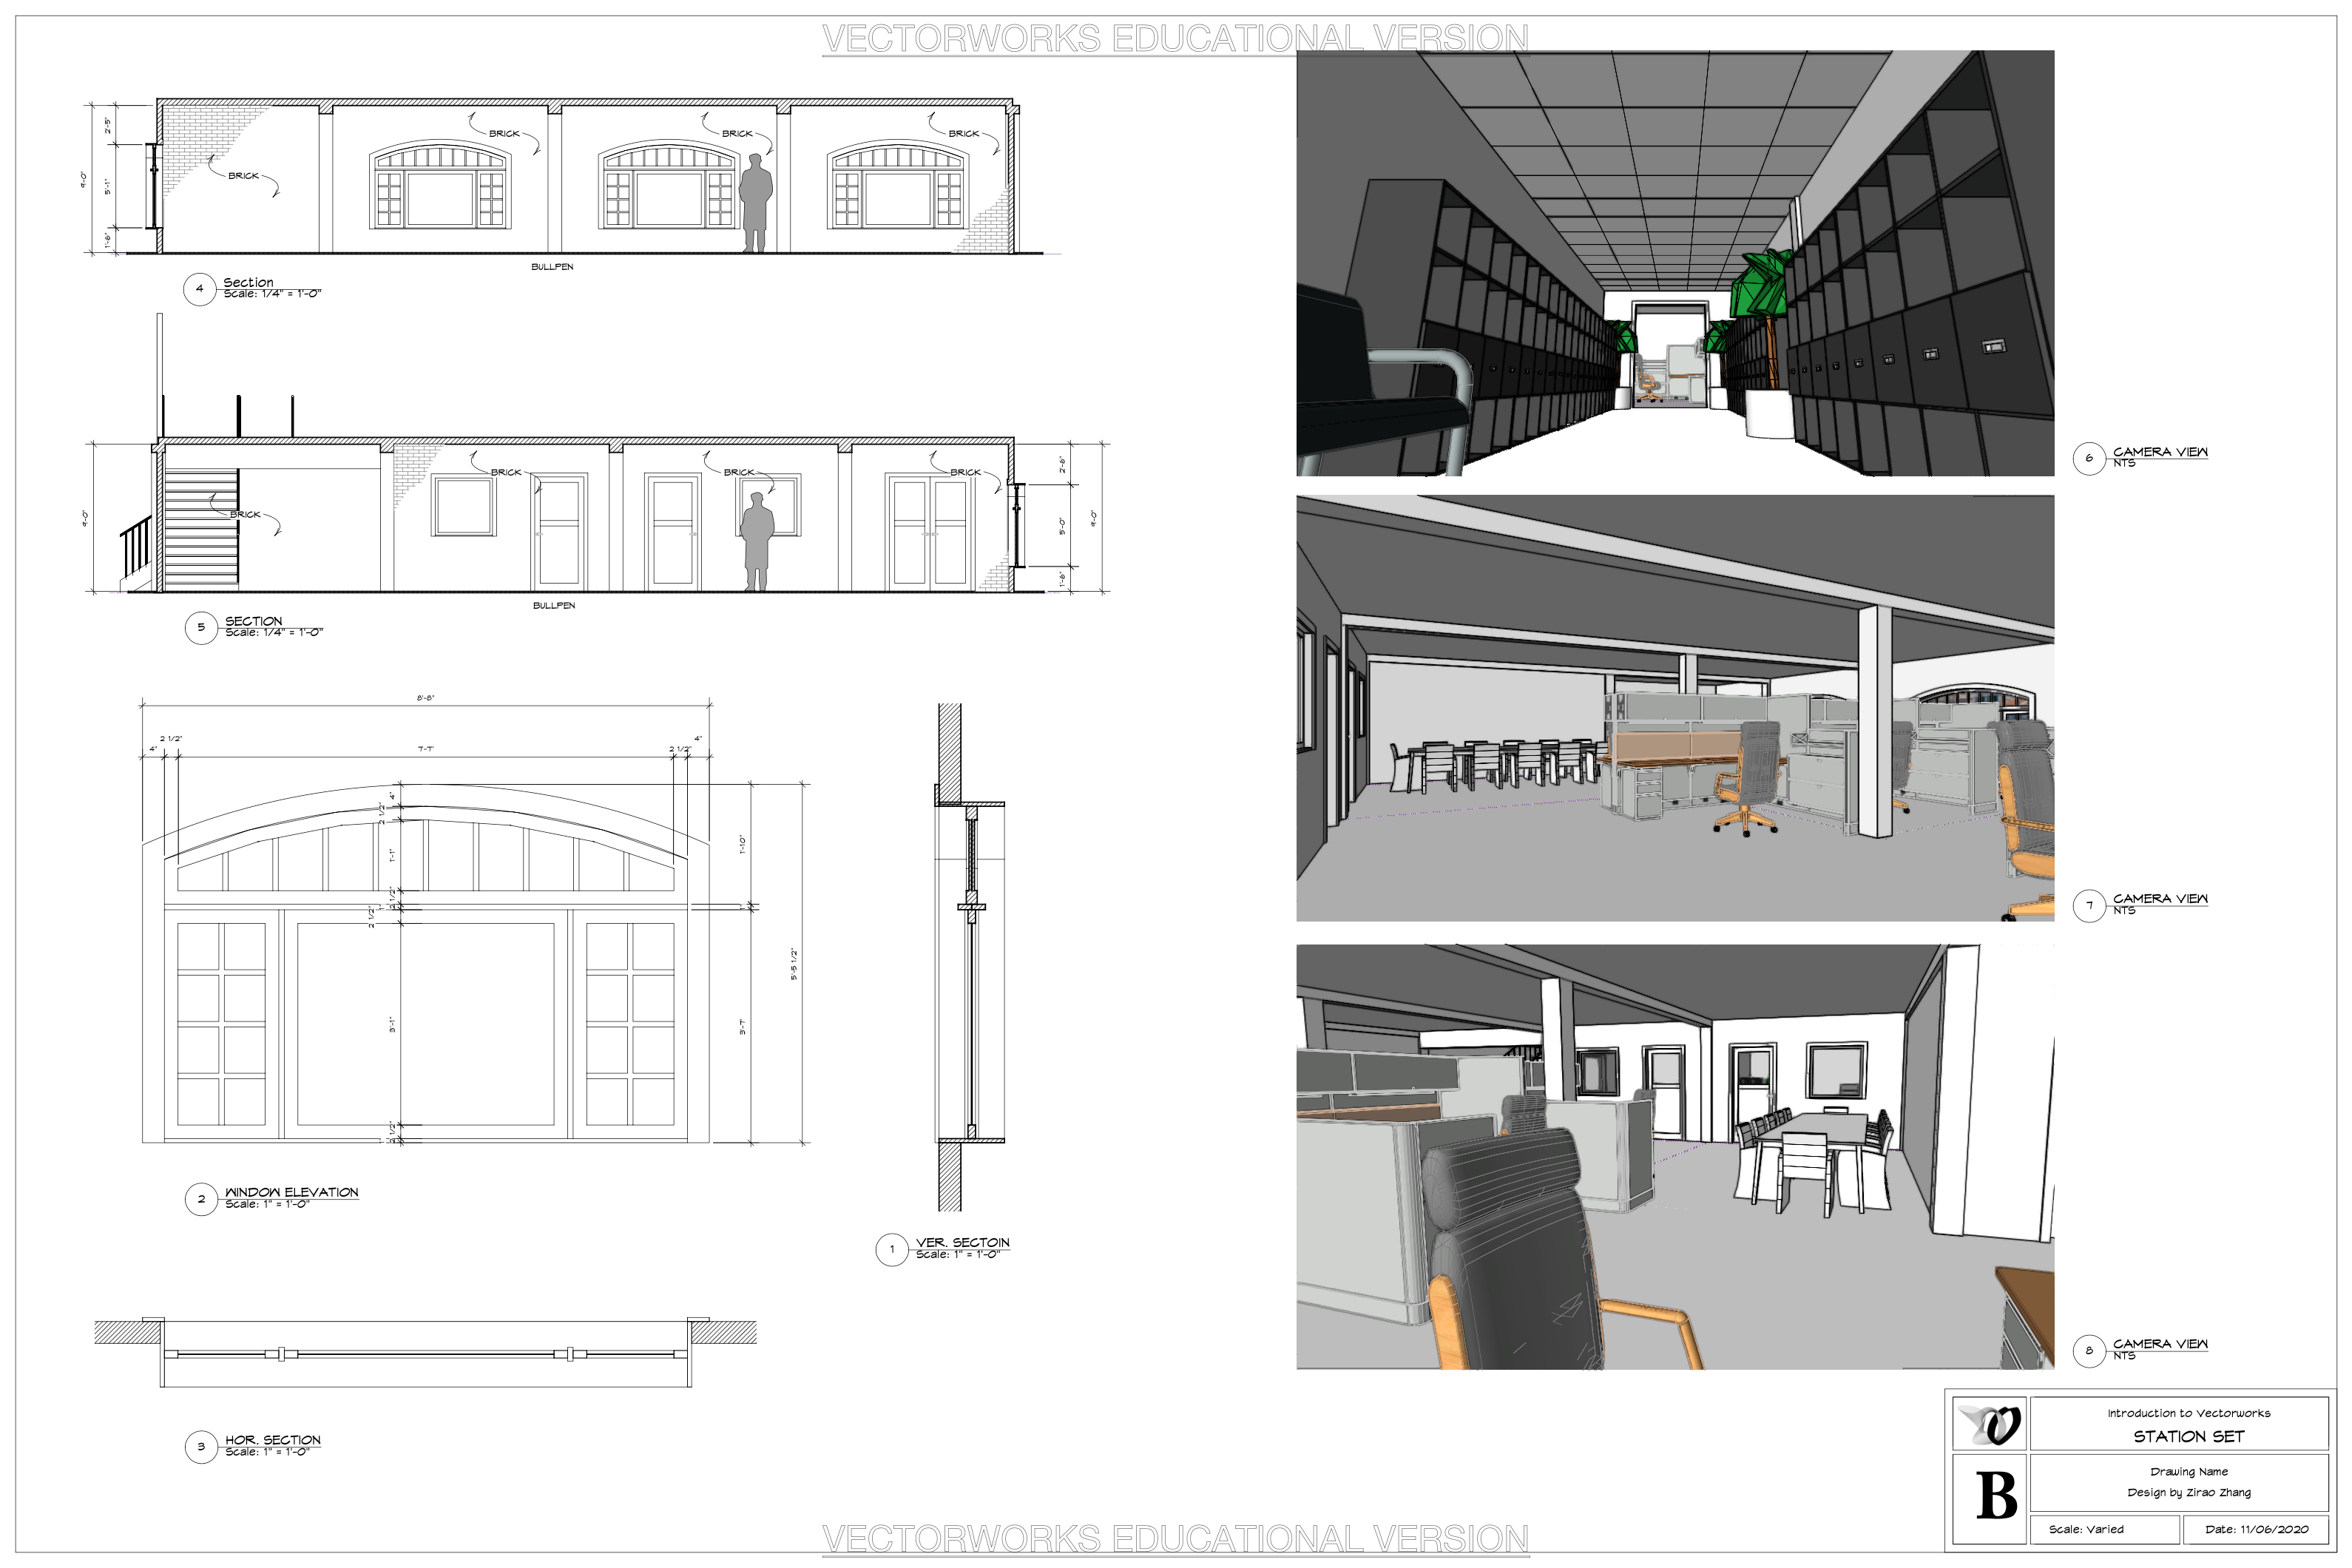 VECTORWORKS EDUCATIONAL VERSION
2'-5"
9'-0"
5'-1"
1'-6"
BRICK
BRICK
BRICK
BRICK
BULLPEN
4
Section
Scale: 1/4" = 1'-0"
9'-0"
BRICK
BRICK
BRICK
BRICK
2'-6"
5'-0"
9'-0"
1'-6"
BULLPEN
5
SECTION
Scale: 1/4" = 1'-0"
8'-8"
4"
2 1/2"
7'-7"
2 1/2"
4"
4"
2 1/2"
1'-1"
1'-10"
2 1/2"
1"
1"
2 1/2"
5'-5 1/2"
3'-1"
3'-7"
2 1/2"
2
WINDOW ELEVATION
Scale: 1" = 1'-0"
1
VER. SECTOIN
Scale: 1" = 1'-0"
3
HOR. SECTION
Scale: 1" = 1'-0"
6
CAMERA VIEW
NTS
7
CAMERA VIEW
NTS
8
CAMERA VIEW
NTS
Introduction to Vectorworks
STATION SET
B
Drawing Name
Design by Zirao Zhang
Scale: Varied
Date: 11/06/2020
VECTORWORKS EDUCATIONAL VERSION